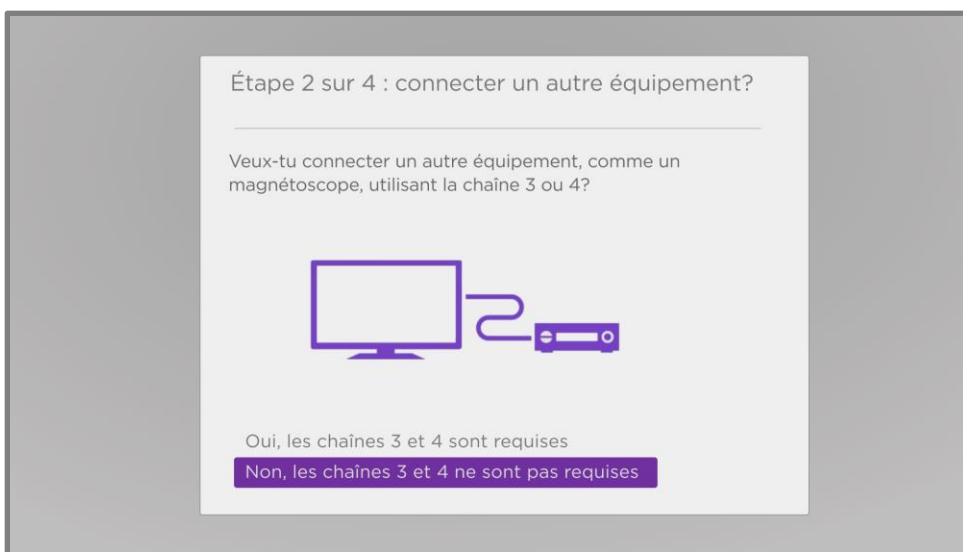 Étape 2 sur 4 : connecter un autre équipement?
Veux-tu connecter un autre équipement, comme un
magnétoscope, utilisant la chaîne 3 ou 4?
Oui, les chaînes 3 et 4 sont requises
Non, les chaînes 3 et 4 ne sont pas requises